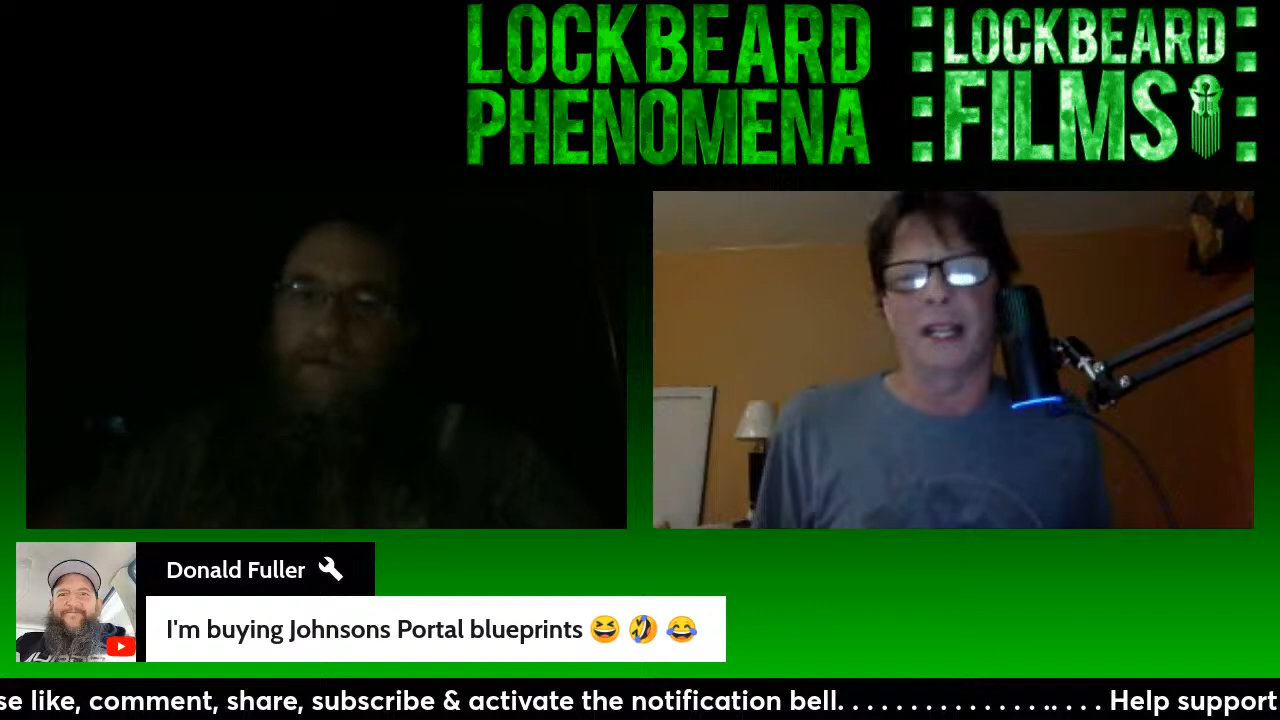 LOCKBEARD
PHENOMENA
LOCKBEARD
FILMS
Donald Fuller
I'm buying Johnsons Portal blueprints 😆 🤣 😂
se like, comment, share, subscribe & activate the notification bell. . . . . . . . . . . . . . . .. . . . . Help support